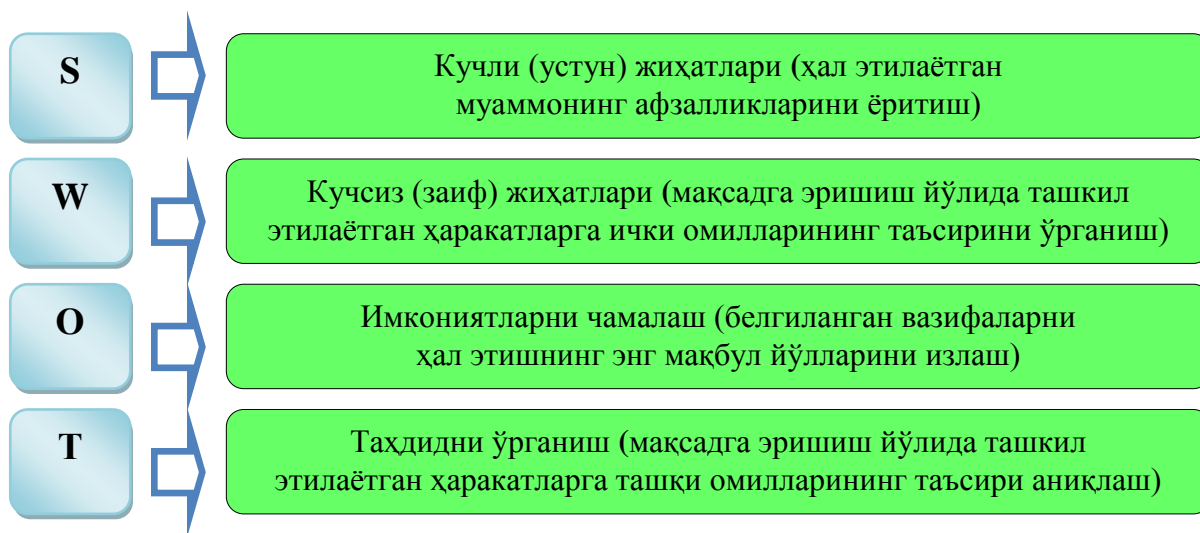 S
Кучли (устун) жиҳатлари (ҳал этилаётган
муаммонинг афзалликларини ёритиш)
W
Кучсиз (заиф) жиҳатлари (мақсадга эришиш йўлида ташкил
этилаётган ҳаракатларга ички омилларининг таъсирини ўрганиш)
O
Имкониятларни чамалаш (белгиланган вазифаларни
ҳал этишнинг энг мақбул йўлларини излаш)
T
Таҳдидни ўрганиш (мақсадга эришиш йўлида ташкил
этилаётган ҳаракатларга ташқи омилларининг таъсири аниқлаш)